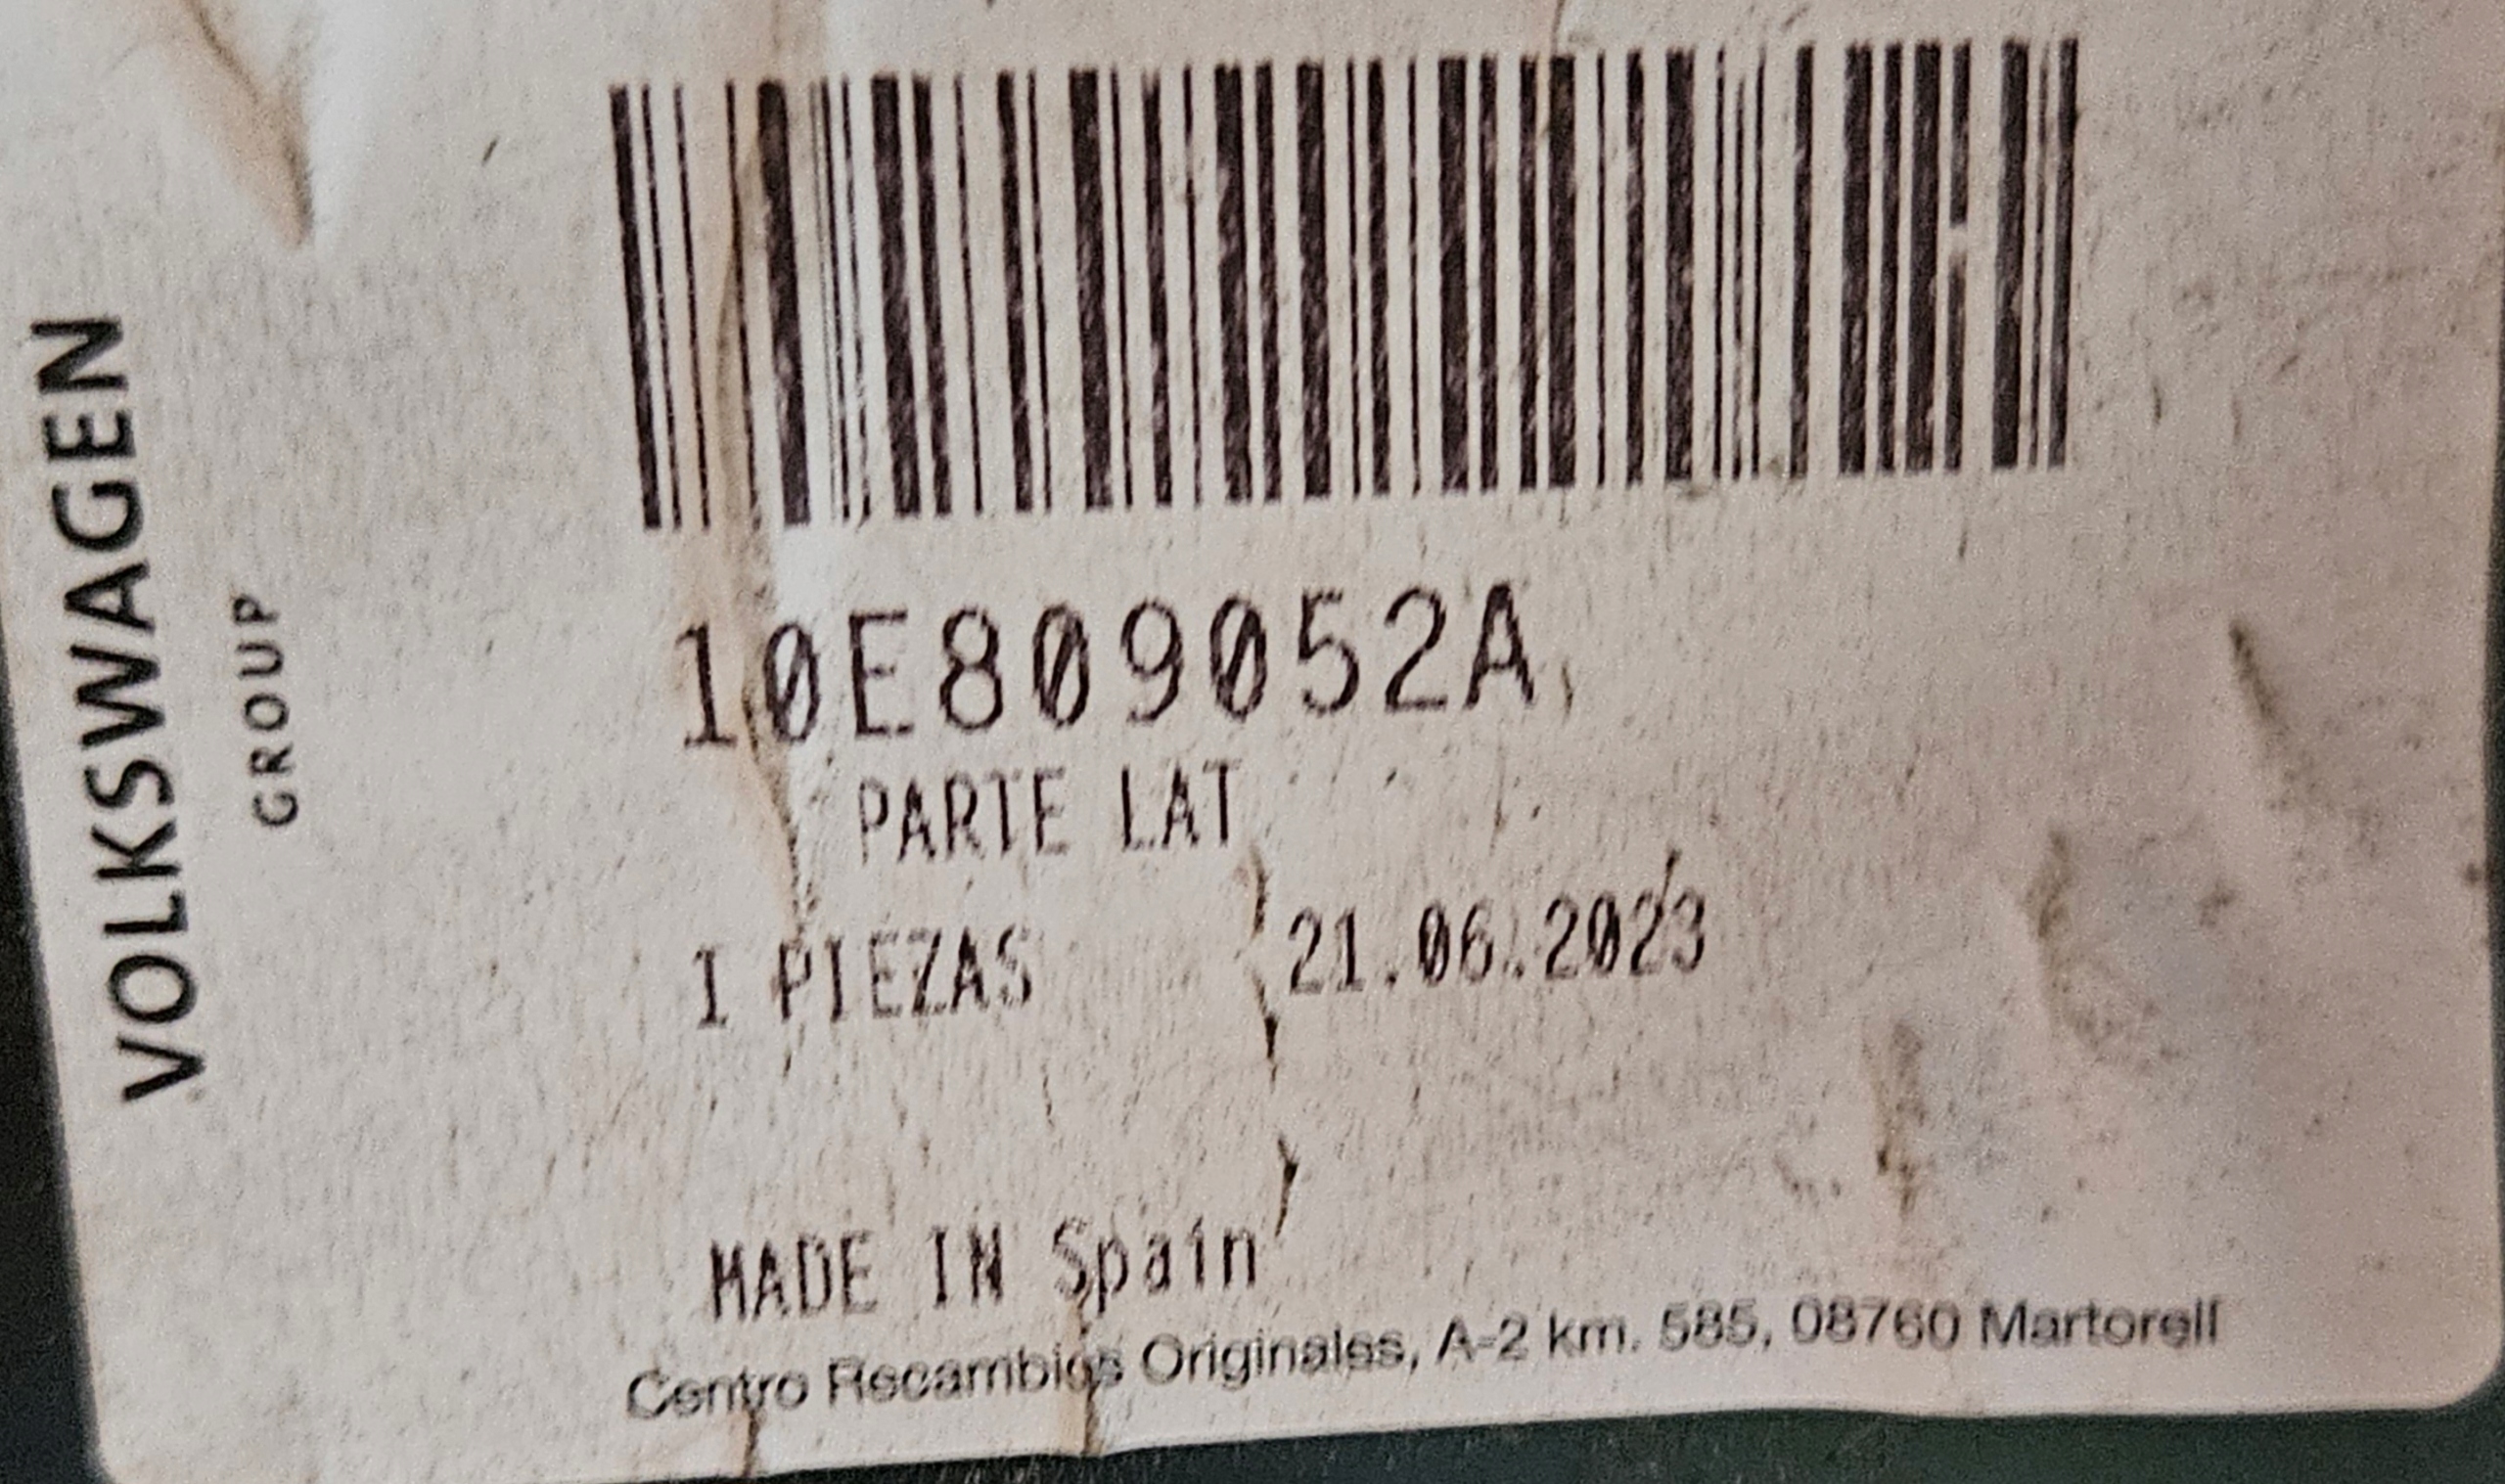 VOLKSWAGEN
GROUP
10E809052A
PARTE LAT
1 PIEZAS 21.06.2023
MADE IN Spain
Centro Recambios Originales, A-2 km. 585, 08760 Martorell